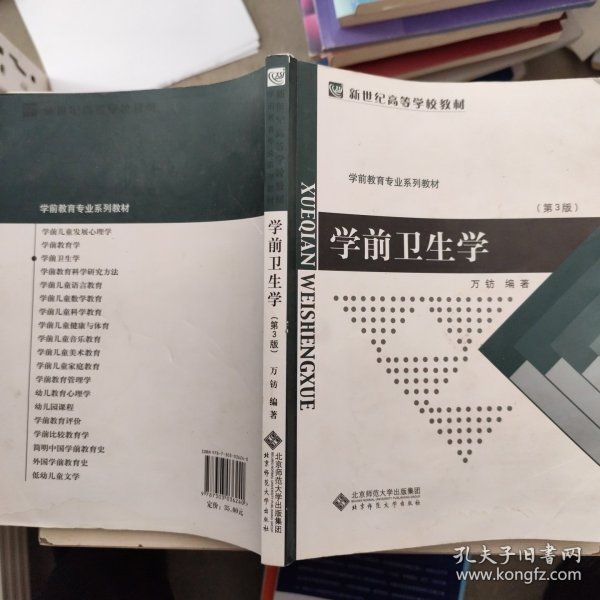 新世纪高等学校教材
学前教育专业系列教材
(第3版)
学前卫生学
万钫 编著
XUEQIAN WEISHENGXUE
学前卫生学
(第3版)
万钫 编著
北京师范大学出版集团
北京师范大学出版社
学前教育专业系列教材
学前儿童发展心理学
学前教育学
学前卫生学
学前教育科学研究方法
学前儿童语言教育
学前儿童数学教育
学前儿童科学教育
学前儿童健康与体育
学前儿童音乐教育
学前儿童美术教育
学前儿童家庭教育
学前教育管理学
幼儿教育心理学
幼儿园课程
学前教育评价
学前比较教育学
简明中国学前教育史
外国学前教育史
低幼儿童文学
定价：35.00元
北京师范大学出版集团
北京师范大学出版社
孔夫子旧书网
www.kongfz.com